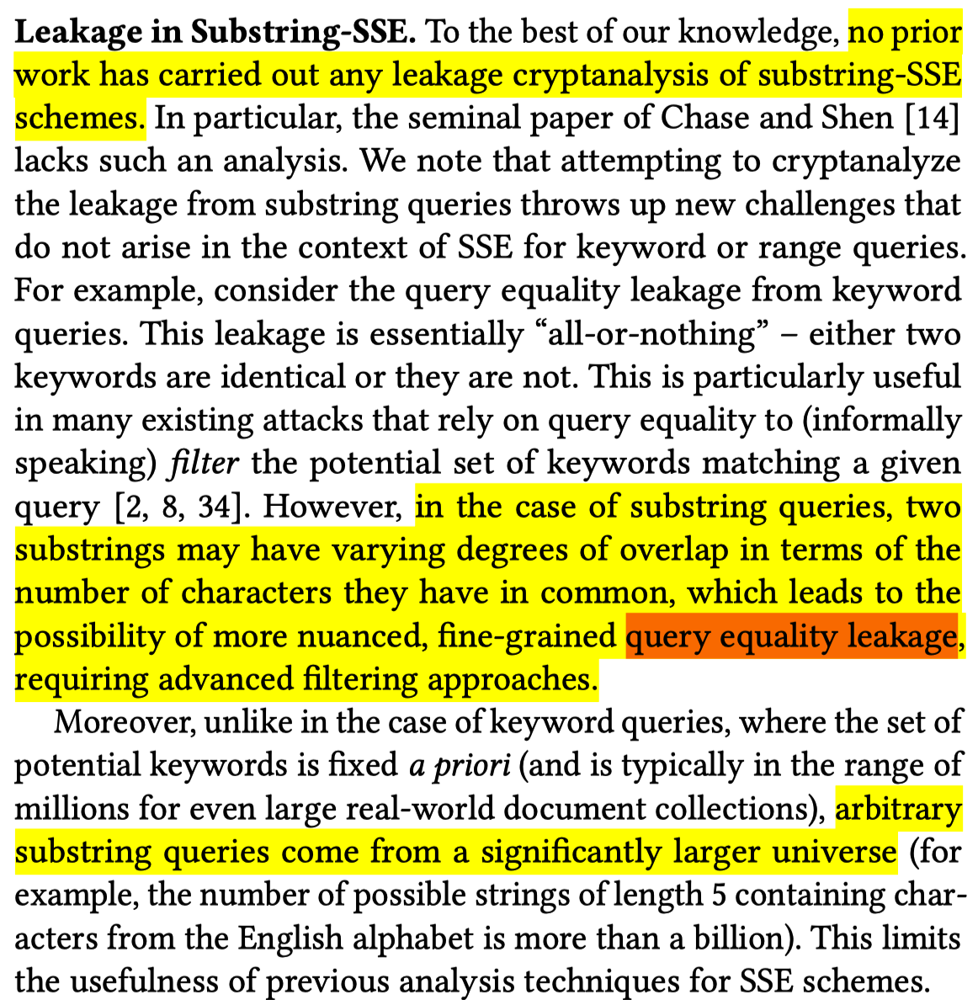 Leakage in Substring-SSE. To the best of our knowledge, no prior
work has carried out any leakage cryptanalysis of substring-SSE
schemes. In particular, the seminal paper of Chase and Shen [14]
lacks such an analysis. We note that attempting to cryptanalyze
the leakage from substring queries throws up new challenges that
do not arise in the context of SSE for keyword or range queries.
For example, consider the query equality leakage from keyword
queries. This leakage is essentially “all-or-nothing” – either two
keywords are identical or they are not. This is particularly useful
in many existing attacks that rely on query equality to (informally
speaking) filter the potential set of keywords matching a given
query [2, 8, 34]. However, in the case of substring queries, two
substrings may have varying degrees of overlap in terms of the
number of characters they have in common, which leads to the
possibility of more nuanced, fine-grained query equality leakage,
requiring advanced filtering approaches.
Moreover, unlike in the case of keyword queries, where the set of
potential keywords is fixed a priori (and is typically in the range of
millions for even large real-world document collections), arbitrary
substring queries come from a significantly larger universe (for
example, the number of possible strings of length 5 containing char-
acters from the English alphabet is more than a billion). This limits
the usefulness of previous analysis techniques for SSE schemes.